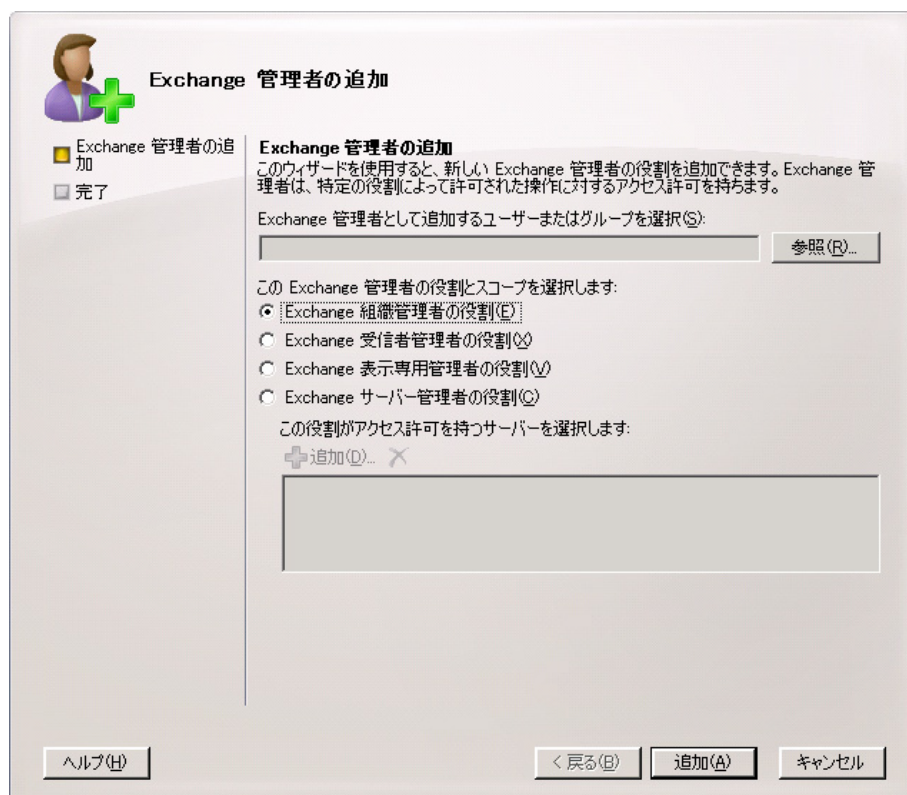 Exchange 管理者の追加
Exchange 管理者の追
加
完了
Exchange 管理者の追加
このウィザードを使用すると、新しい Exchange 管理者の役割を追加できます。Exchange 管
理者は、特定の役割によって許可された操作に対するアクセス許可を持ちます。
Exchange 管理者として追加するユーザーまたはグループを選択(S):
参照(R)...
この Exchange 管理者の役割とスコープを選択します:
Exchange 組織管理者の役割(E)
Exchange 受信者管理者の役割(X)
Exchange 表示専用管理者の役割(V)
Exchange サーバー管理者の役割(C)
この役割がアクセス許可を持つサーバーを選択します:
追加(D)...
ヘルプ(H)
< 戻る(B)
追加(A)
キャンセル